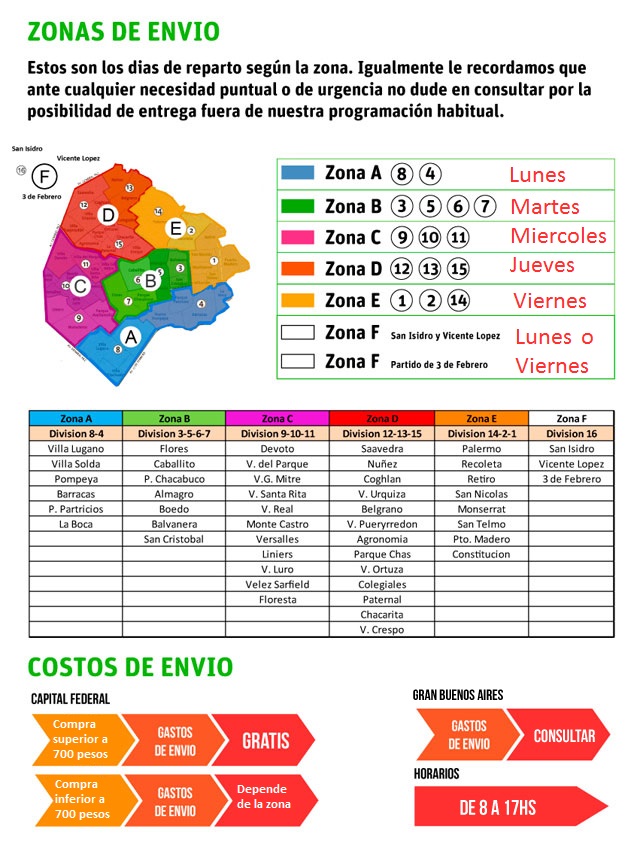 ZONAS DE ENVIO
Estos son los dias de reparto según la zona. Igualmente le recordamos que
ante cualquier necesidad puntual o de urgencia no dude en consultar por la
posibilidad de entrega fuera de nuestra programación habitual.
San Isidro
Vicente Lopez
16 F
3 de Febrero
13
12
D
14
E
2
15
11
3
1
C
10
B
5
6
7
4
9
A
8
Zona A 8 4 Lunes
Zona B 3 5 6 7 Martes
Zona C 9 10 11 Miercoles
Zona D 12 13 15 Jueves
Zona E 1 2 14 Viernes
Zona F San Isidro y Vicente Lopez Lunes o
Zona F Partido de 3 de Febrero Viernes
Zona A Zona B Zona C Zona D Zona E Zona F
Division 8-4 Division 3-5-6-7 Division 9-10-11 Division 12-13-15 Division 14-2-1 Division 16
Villa Lugano Flores Devoto Saavedra Palermo San Isidro
Villa Solda Caballito V. del Parque Nuñez Recoleta Vicente Lopez
Pompeya P. Chacabuco V.G. Mitre Coghlan Retiro 3 de Febrero
Barracas Almagro V. Santa Rita V. Urquiza San Nicolas
P. Partricios Boedo V. Real Belgrano Monserrat
La Boca Balvanera Monte Castro V. Pueryrredon San Telmo
San Cristobal Versalles Agronomia Pto. Madero
Liniers Parque Chas Constitucion
V. Luro V. Ortuza
Velez Sarfield Colegiales
Floresta Paternal
Chacarita
V. Crespo
COSTOS DE ENVIO
CAPITAL FEDERAL
Compra
superior a
700 pesos
GASTOS
DE ENVIO
GRATIS
Compra
inferior a
700 pesos
GASTOS
DE ENVIO
Depende
de la zona
GRAN BUENOS AIRES
GASTOS
DE ENVIO
CONSULTAR
HORARIOS
DE 8 A 17HS